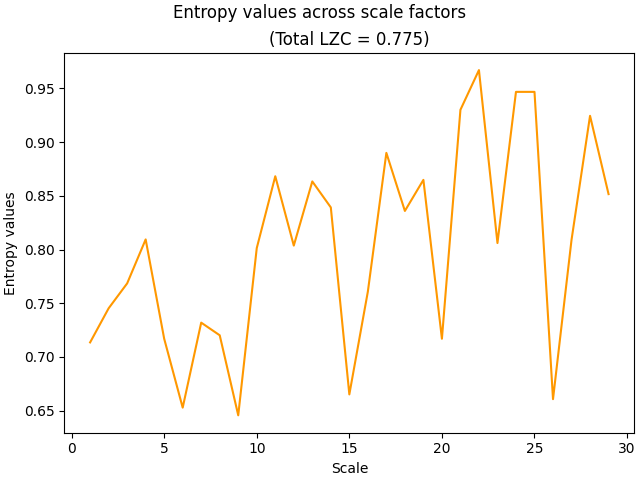 Entropy values across scale factors
(Total LZC = 0.775)
Entropy values
0.95
0.90
0.85
0.80
0.75
0.70
0.65
0 5 10 15 20 25 30
Scale